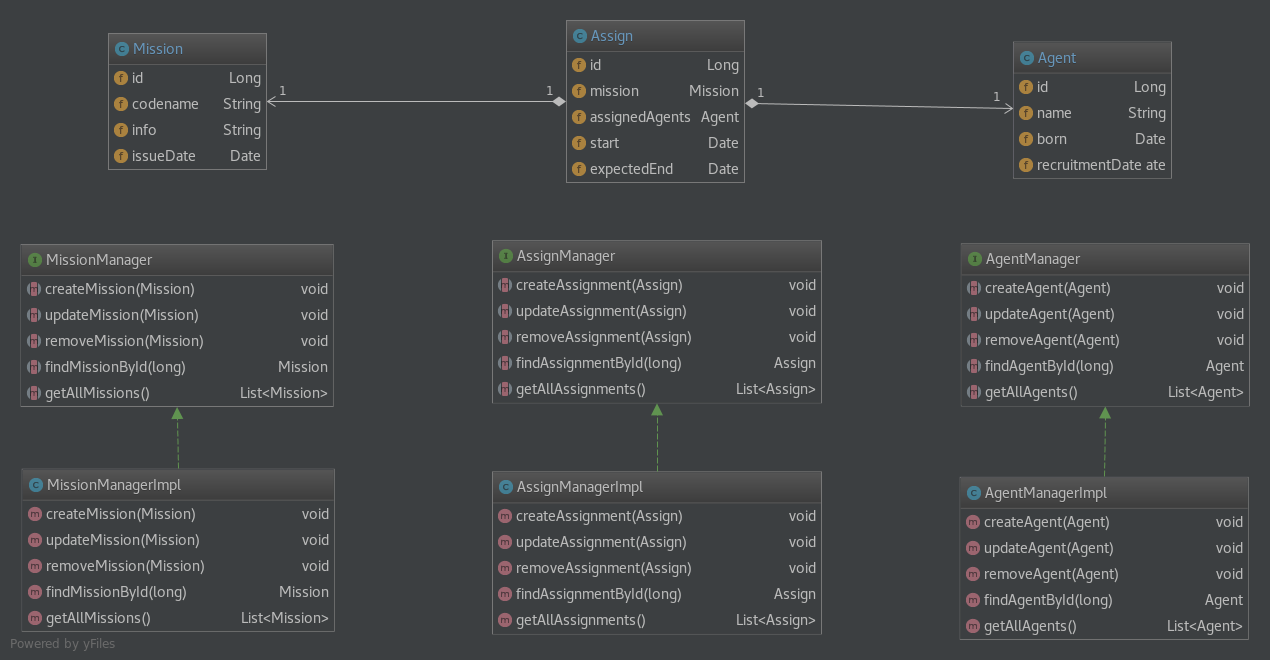 Mission
id Long
codename String
info String
issueDate Date
1
1
Assign
id Long
mission Mission
assignedAgents Agent
start Date
expectedEnd Date
1
1
Agent
id Long
name String
born Date
recruitmentDate ate
MissionManager
createMission(Mission) void
updateMission(Mission) void
removeMission(Mission) void
findMissionById(long) Mission
getAllMissions() List<Mission>
AssignManager
createAssignment(Assign) void
updateAssignment(Assign) void
removeAssignment(Assign) void
findAssignmentById(long) Assign
getAllAssignments() List<Assign>
AgentManager
createAgent(Agent) void
updateAgent(Agent) void
removeAgent(Agent) void
findAgentById(long) Agent
getAllAgents() List<Agent>
MissionManagerImpl
createMission(Mission) void
updateMission(Mission) void
removeMission(Mission) void
findMissionById(long) Mission
getAllMissions() List<Mission>
AssignManagerImpl
createAssignment(Assign) void
updateAssignment(Assign) void
removeAssignment(Assign) void
findAssignmentById(long) Assign
getAllAssignments() List<Assign>
AgentManagerImpl
createAgent(Agent) void
updateAgent(Agent) void
removeAgent(Agent) void
findAgentById(long) Agent
getAllAgents() List<Agent>
Powered by yFiles